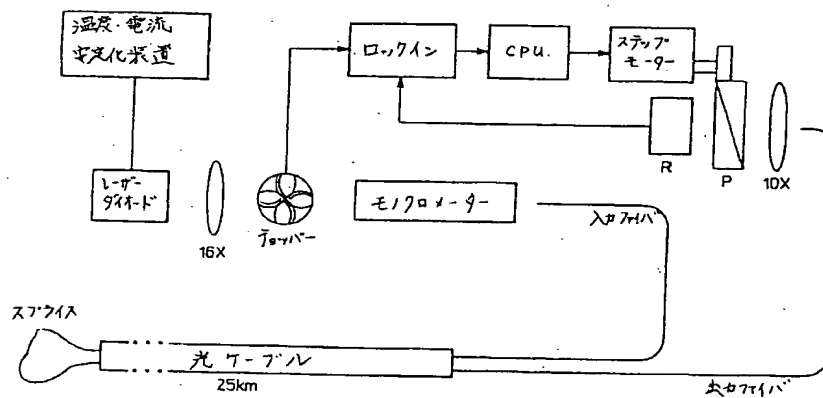 温度・電流
安定化装置
ロックイン
CPU.
ステップ
モーター
レーザー
ダイオード
16X
チョッパー
モノクロメーター
R
P
10X
入力ファイバ
スプライス
光ケーブル
25km
出力ファイバ